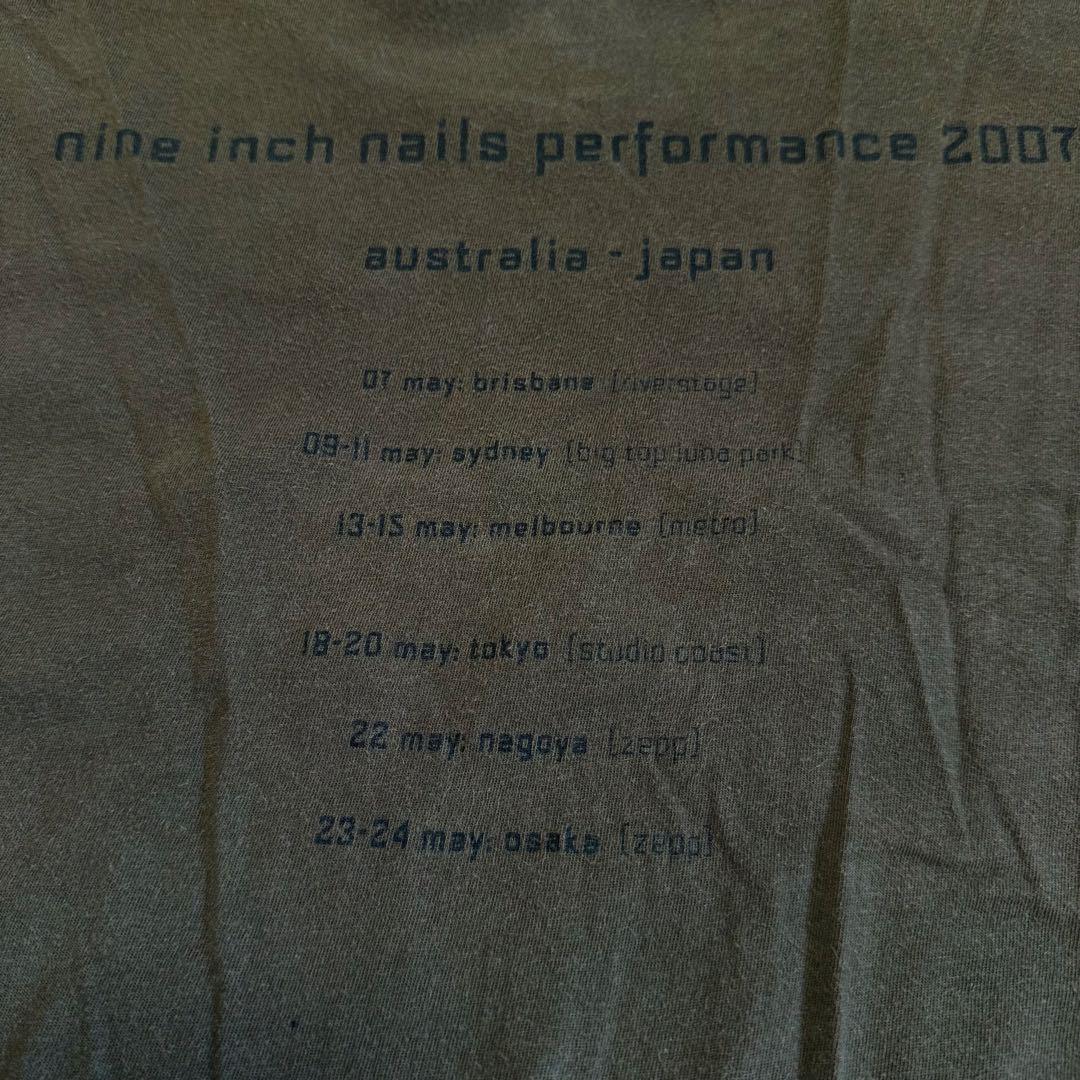 nine inch nails performance 2007
australia - japan
07 may: brisbane [riverstage]
09-11 may: sydney [big top luna park]
13-15 may: melbourne [metro]
18-20 may: tokyo [studio coast]
22 may: nagoya [zepp]
23-24 may: osaka [zepp]